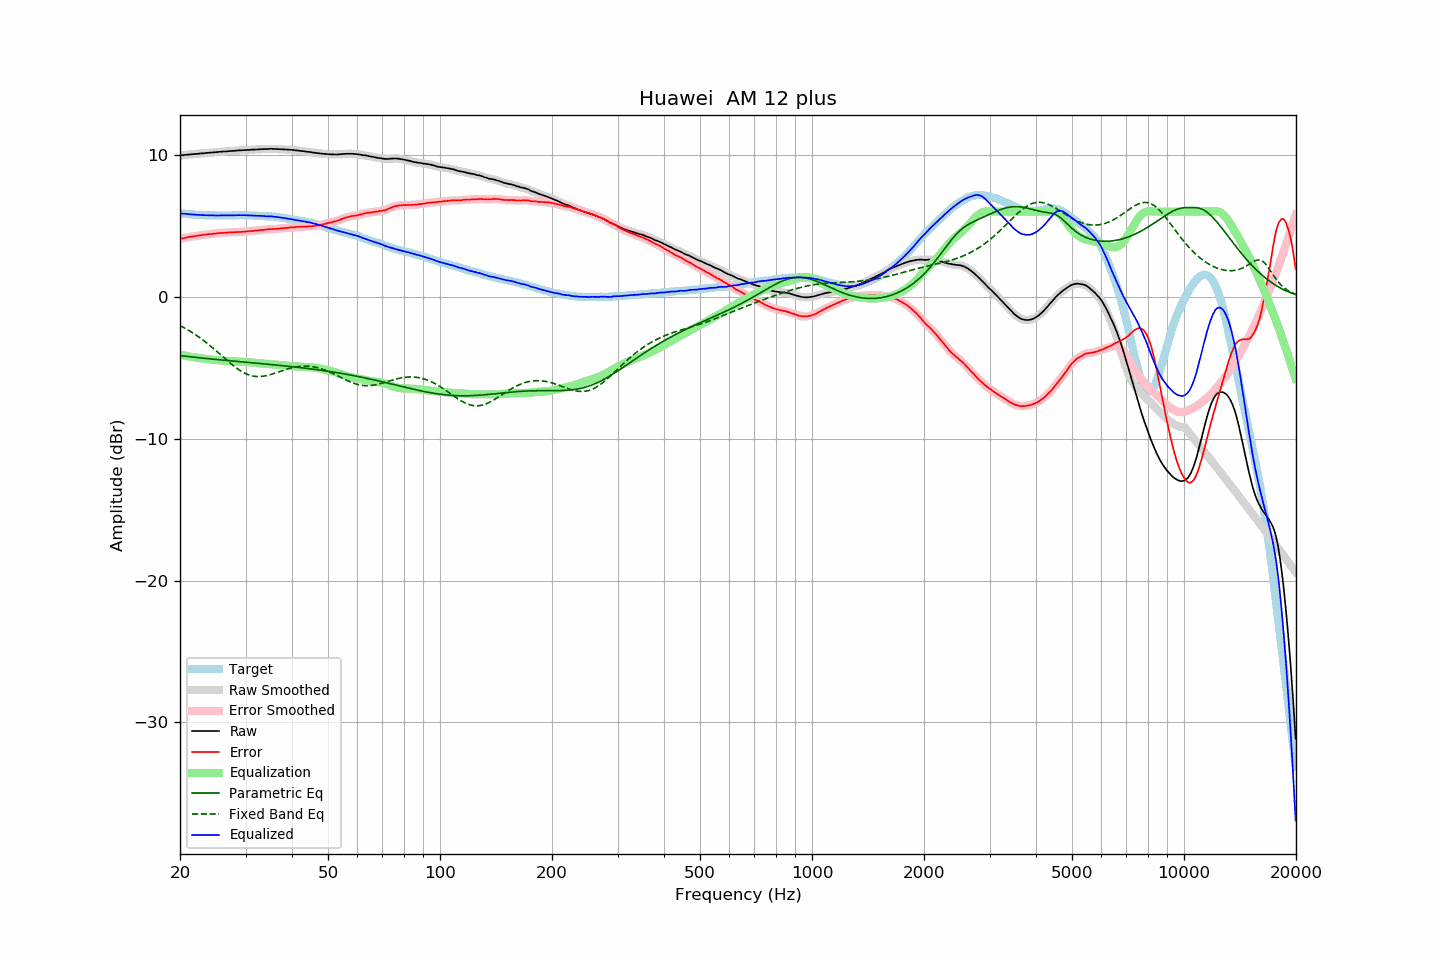 Huawei  AM 12 plus
Amplitude (dBr)
10
0
−10
−20
−30
Target
Raw Smoothed
Error Smoothed
Raw
Error
Equalization
Parametric Eq
Fixed Band Eq
Equalized
20 50 100 200 500 1000 2000 5000 10000 20000
Frequency (Hz)